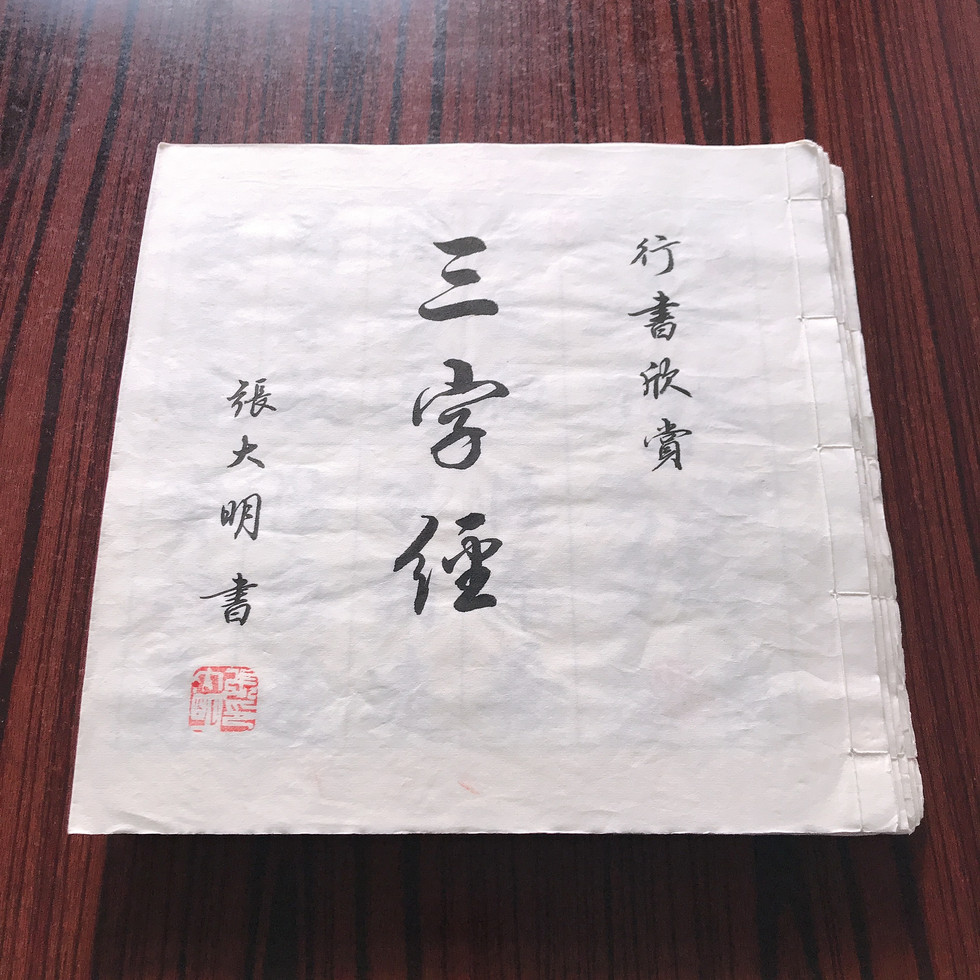 行書欣賞
三字經
張大明 書